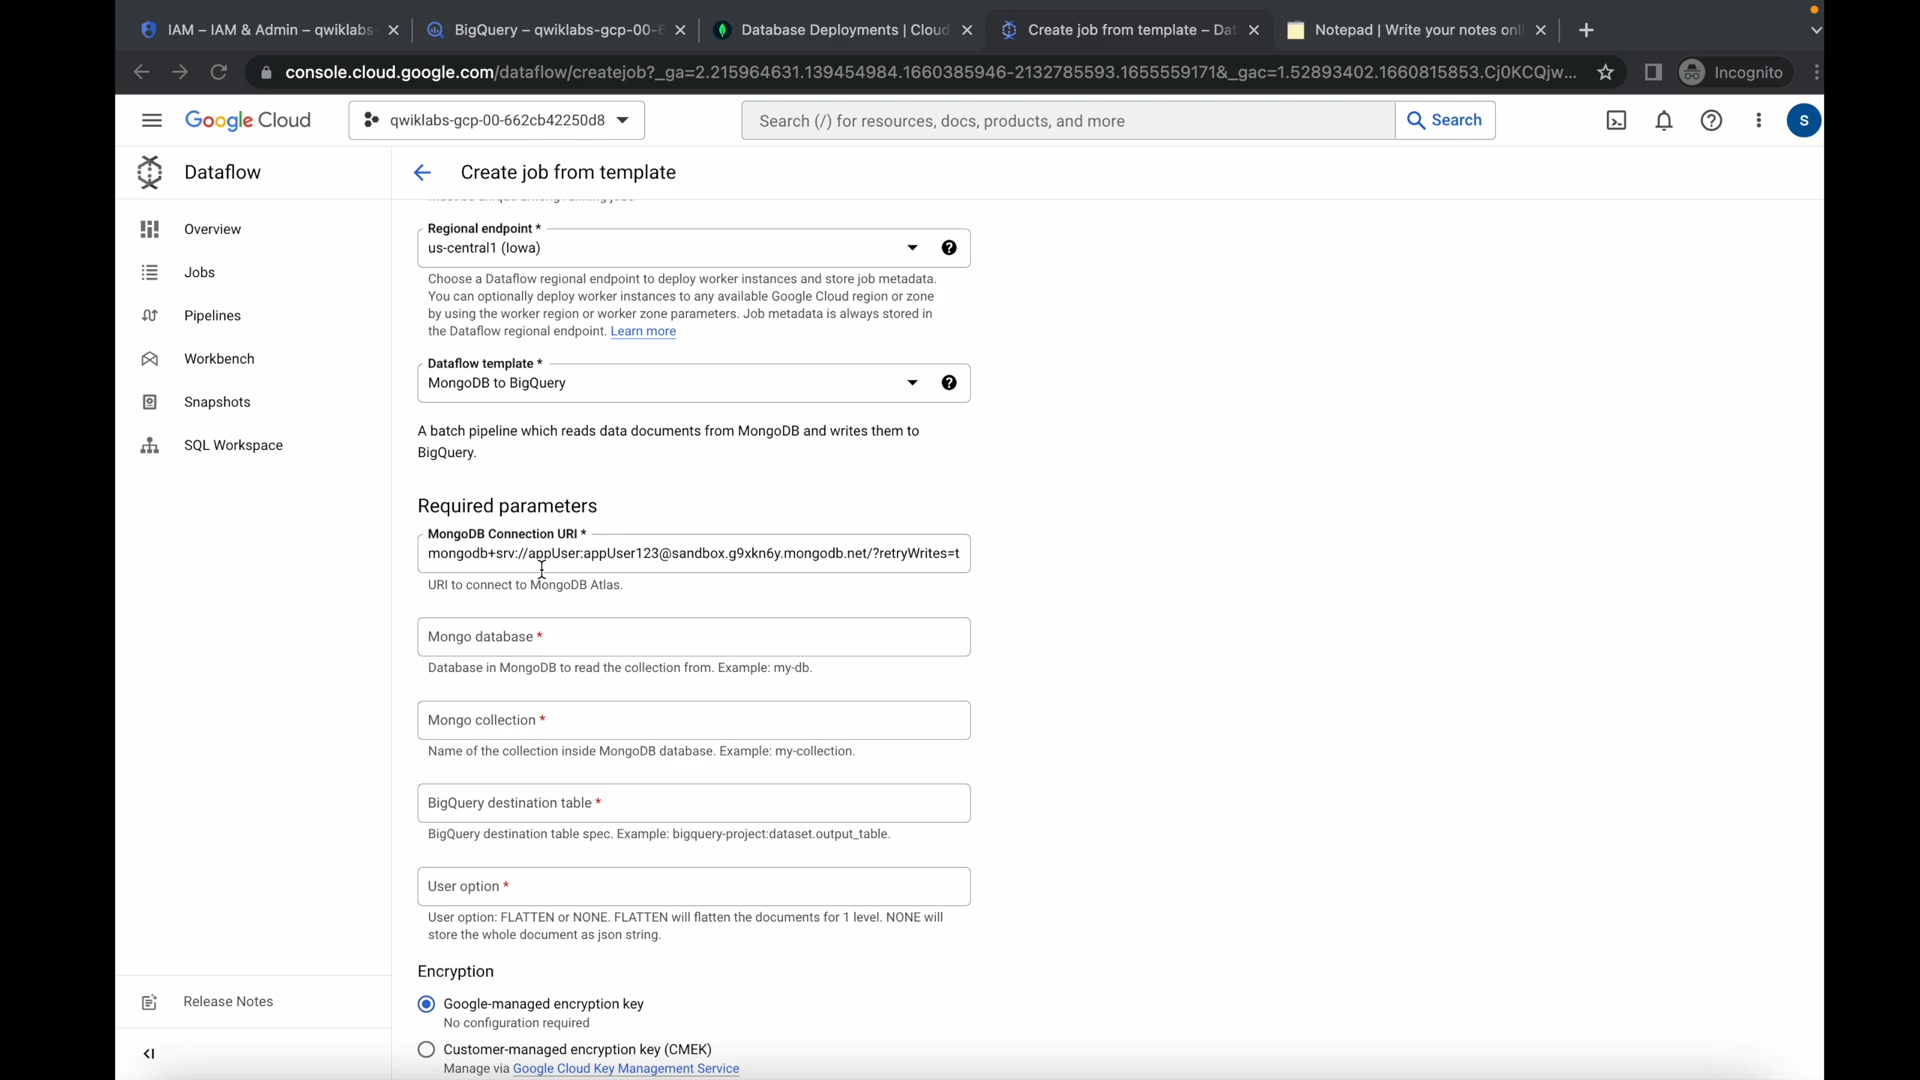 IAM – IAM & Admin – qwiklabs-
BigQuery – qwiklabs-gcp-00-6
Database Deployments | Cloud
Create job from template – Dat
Notepad | Write your notes onl
console.cloud.google.com/dataflow/createjob?_ga=2.215964631.139454984.1660385946-2132785593.1655559171&_gac=1.52893402.1660815853.Cj0KCQjw...
Incognito
Google Cloud
qwiklabs-gcp-00-662cb42250d8
Search (/) for resources, docs, products, and more
Search
S
Dataflow
Create job from template
Overview
Jobs
Pipelines
Workbench
Snapshots
SQL Workspace
Release Notes
Regional endpoint *
us-central1 (Iowa)
Choose a Dataflow regional endpoint to deploy worker instances and store job metadata.
You can optionally deploy worker instances to any available Google Cloud region or zone
by using the worker region or worker zone parameters. Job metadata is always stored in
the Dataflow regional endpoint. Learn more
Dataflow template *
MongoDB to BigQuery
A batch pipeline which reads data documents from MongoDB and writes them to
BigQuery.
Required parameters
MongoDB Connection URI *
mongodb+srv://appUser:appUser123@sandbox.g9xkn6y.mongodb.net/?retryWrites=t
URI to connect to MongoDB Atlas.
Mongo database *
Database in MongoDB to read the collection from. Example: my-db.
Mongo collection *
Name of the collection inside MongoDB database. Example: my-collection.
BigQuery destination table *
BigQuery destination table spec. Example: bigquery-project:dataset.output_table.
User option *
User option: FLATTEN or NONE. FLATTEN will flatten the documents for 1 level. NONE will
store the whole document as json string.
Encryption
Google-managed encryption key
No configuration required
Customer-managed encryption key (CMEK)
Manage via Google Cloud Key Management Service